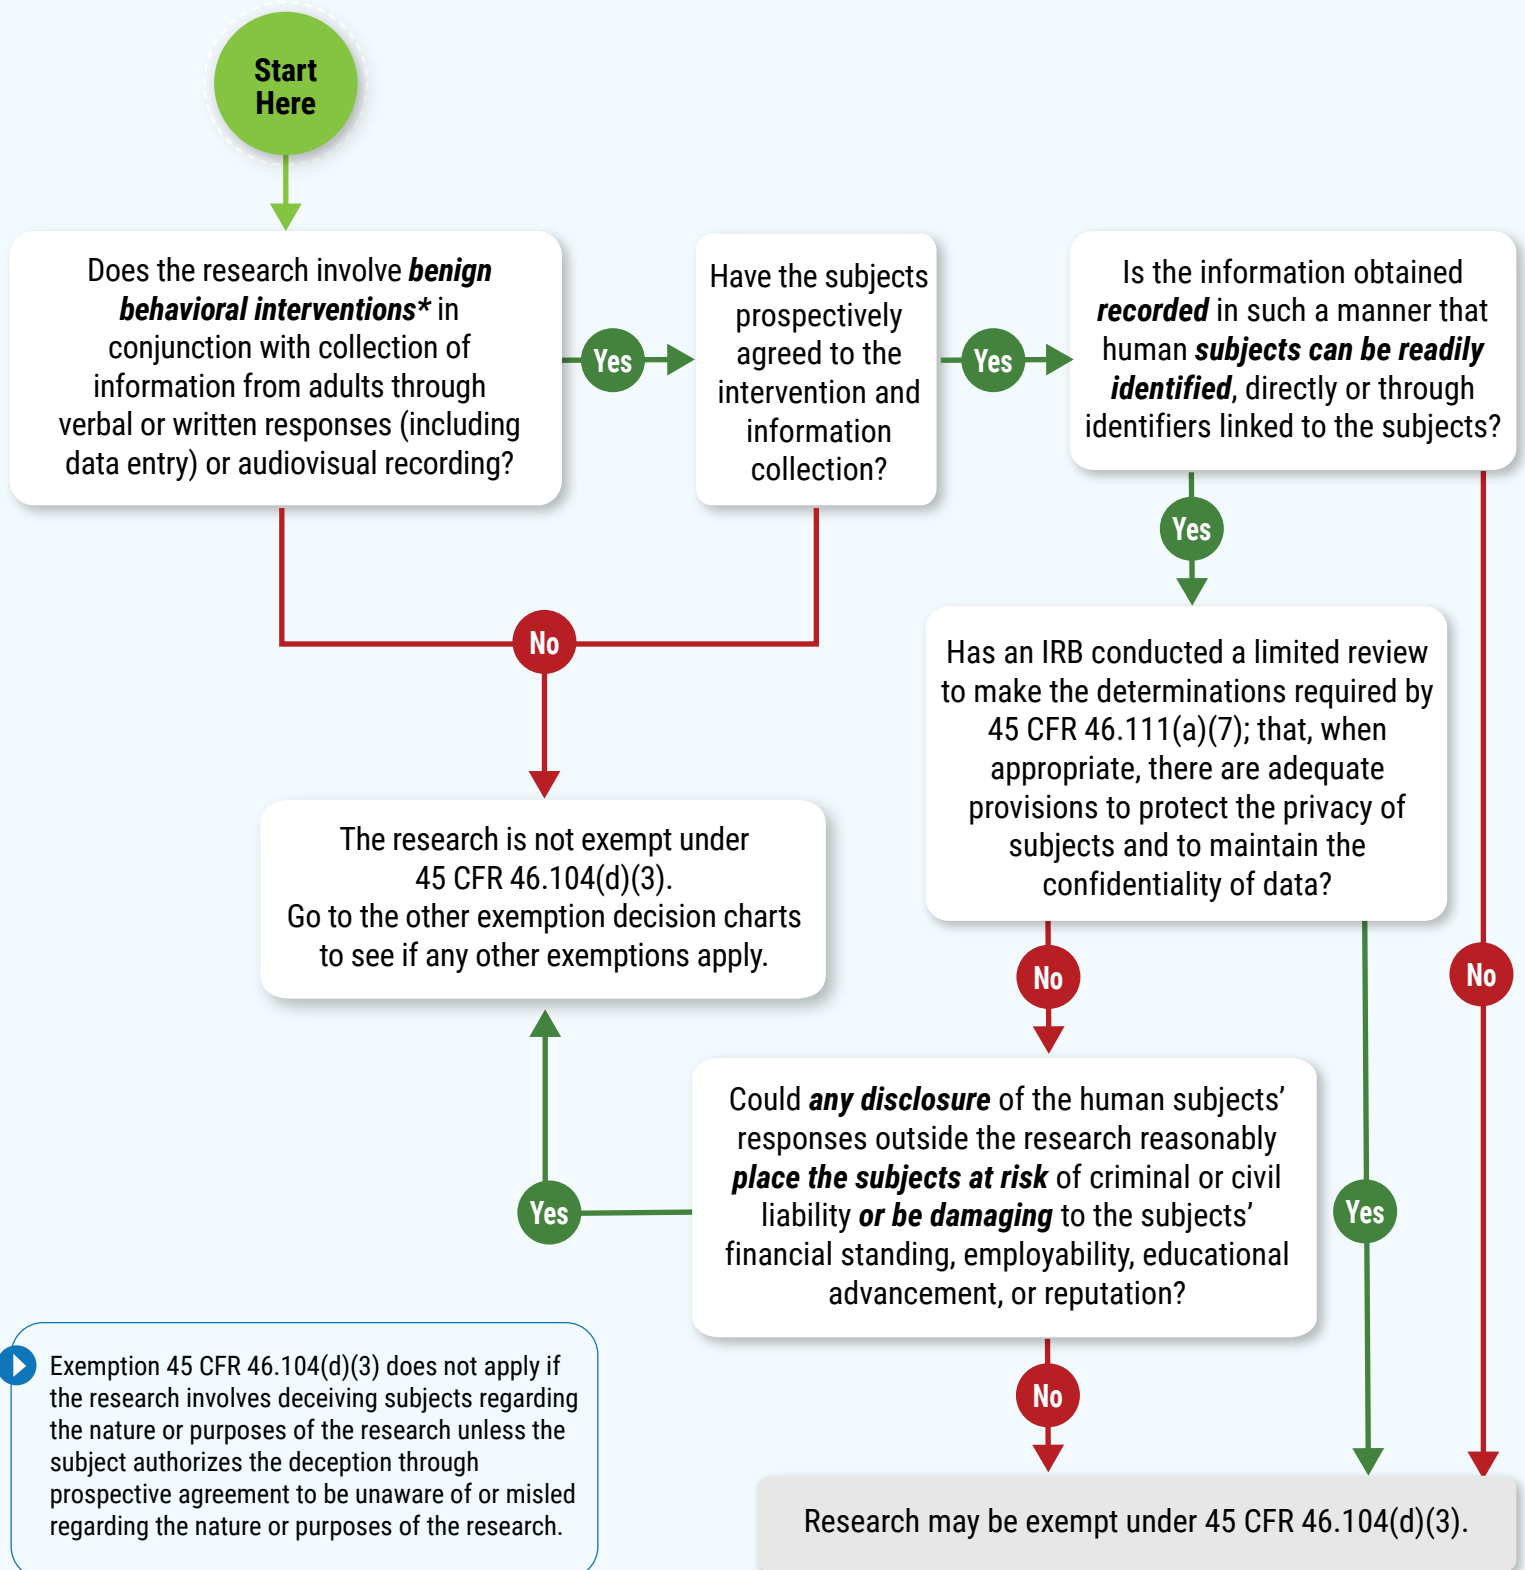 Start
Here
Does the research involve benign
behavioral interventions* in
conjunction with collection of
information from adults through
verbal or written responses (including
data entry) or audiovisual recording?
Yes
Have the subjects
prospectively
agreed to the
intervention and
information
collection?
Yes
Is the information obtained
recorded in such a manner that
human subjects can be readily
identified, directly or through
identifiers linked to the subjects?
Yes
No
Has an IRB conducted a limited review
to make the determinations required by
45 CFR 46.111(a)(7); that, when
appropriate, there are adequate
provisions to protect the privacy of
subjects and to maintain the
confidentiality of data?
The research is not exempt under
45 CFR 46.104(d)(3).
Go to the other exemption decision charts
to see if any other exemptions apply.
No
No
Could any disclosure of the human subjects’
responses outside the research reasonably
place the subjects at risk of criminal or civil
liability or be damaging to the subjects’
financial standing, employability, educational
advancement, or reputation?
Yes
Yes
No
Exemption 45 CFR 46.104(d)(3) does not apply if
the research involves deceiving subjects regarding
the nature or purposes of the research unless the
subject authorizes the deception through
prospective agreement to be unaware of or misled
regarding the nature or purposes of the research.
Research may be exempt under 45 CFR 46.104(d)(3).